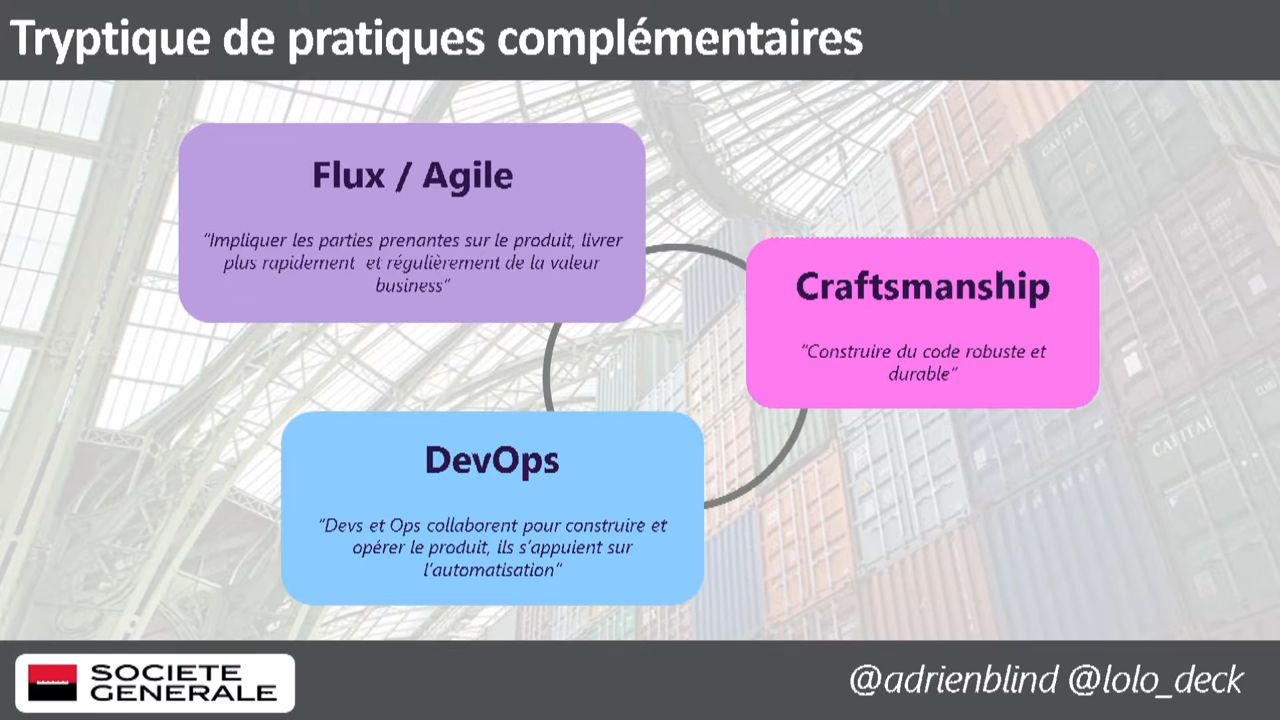 Tryptique de pratiques complémentaires
Flux / Agile
“Impliquer les parties prenantes sur le produit, livrer
plus rapidement et régulièrement de la valeur
business”
Craftsmanship
“Construire du code robuste et
durable”
DevOps
“Devs et Ops collaborent pour construire et
opérer le produit, ils s’appuient sur
l’automatisation”
CAPITAL
CAPITAL
SOCIETE
GENERALE
@adrienblind @lolo_deck